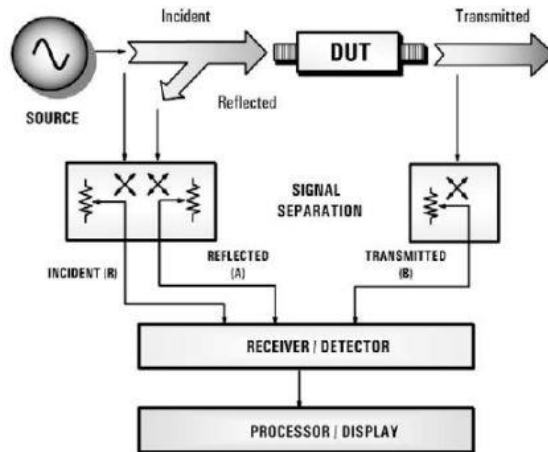 Incident
Transmitted
DUT
Reflected
SOURCE
SIGNAL
SEPARATION
INCIDENT (R)
REFLECTED
(A)
TRANSMITTED
(B)
RECEIVER / DETECTOR
PROCESSOR / DISPLAY